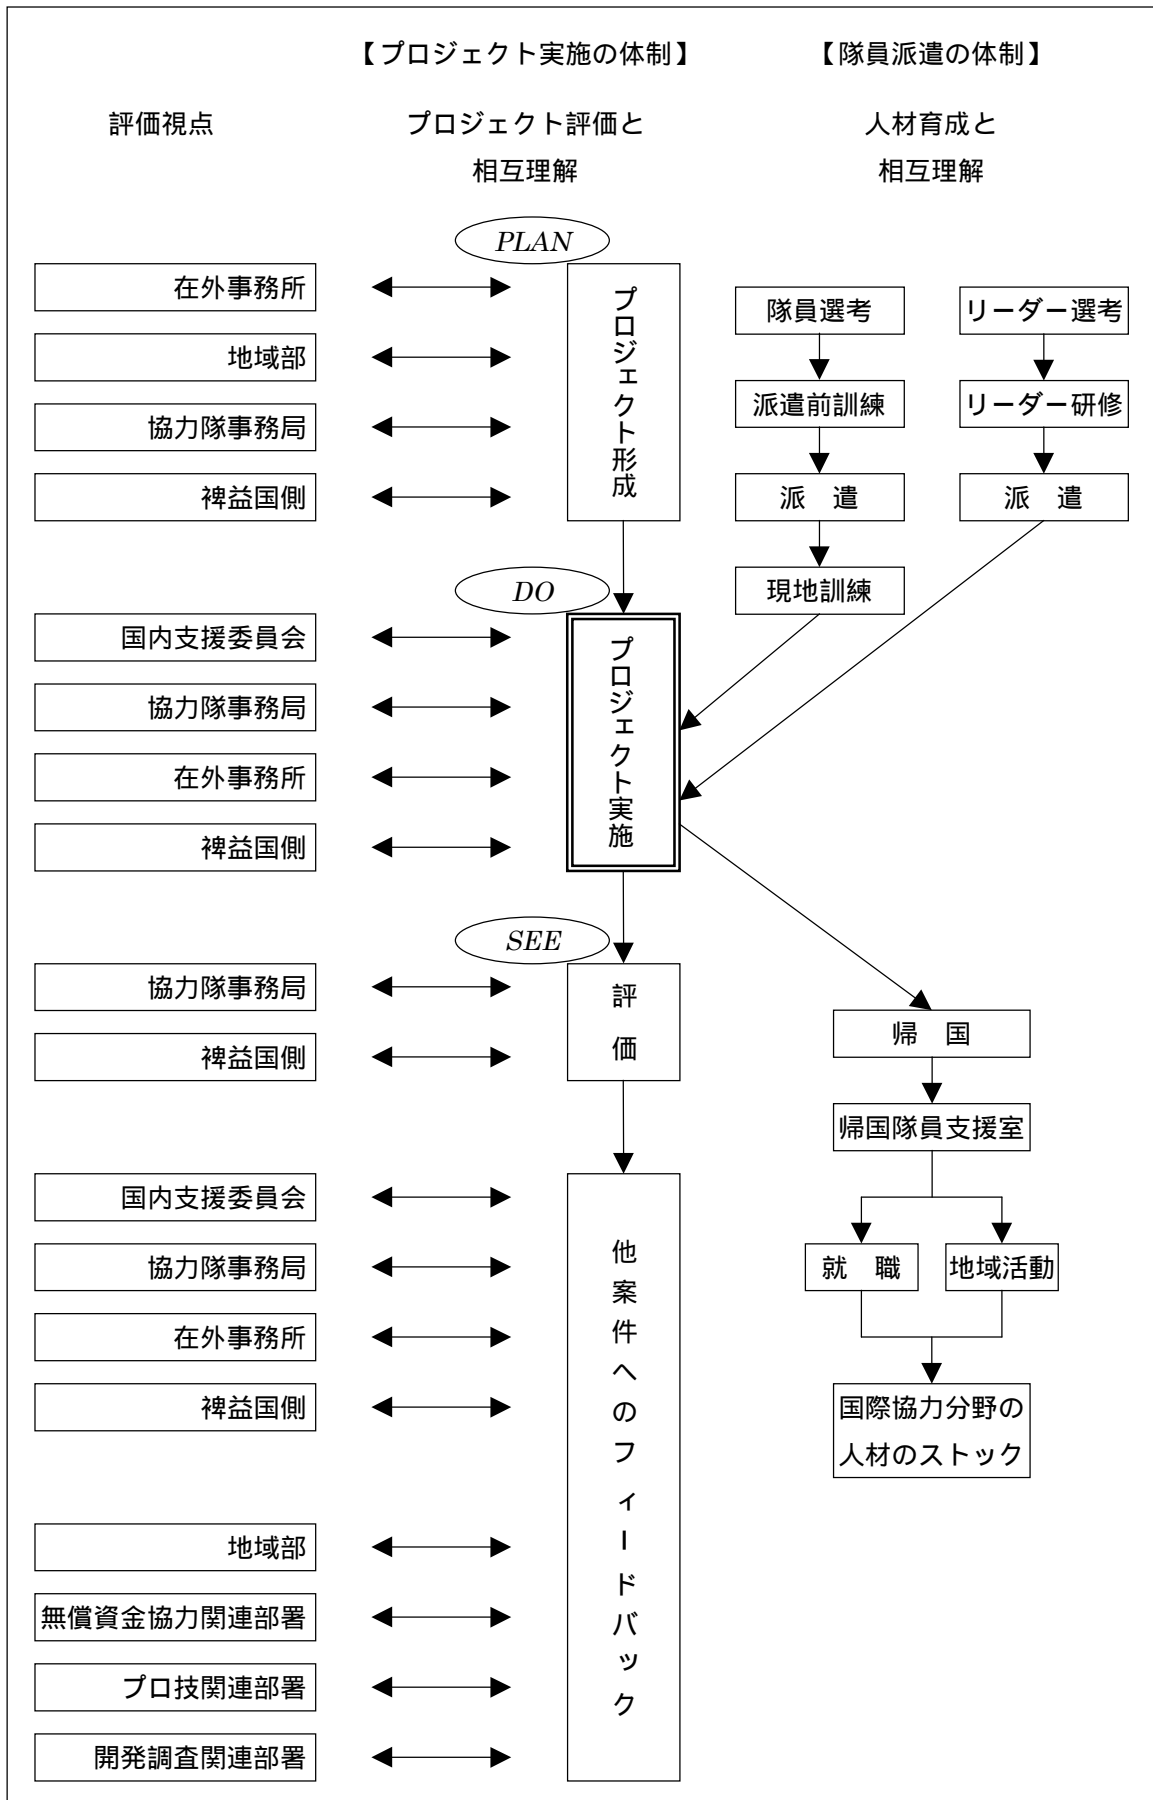 【プロジェクト実施の体制】
【隊員派遣の体制】
評価視点
プロジェクト評価と
相互理解
人材育成と
相互理解
PLAN
在外事務所
地域部
協力隊事務局
裨益国側
プロジェクト形成
隊員選考
リーダー選考
派遣前訓練
リーダー研修
派　遣
派　遣
現地訓練
DO
国内支援委員会
協力隊事務局
在外事務所
裨益国側
プロジェクト実施
SEE
協力隊事務局
裨益国側
評価
帰　国
帰国隊員支援室
就　職
地域活動
国際協力分野の
人材のストック
国内支援委員会
協力隊事務局
在外事務所
裨益国側
地域部
無償資金協力関連部署
プロ技関連部署
開発調査関連部署
他案件へのフィードバック